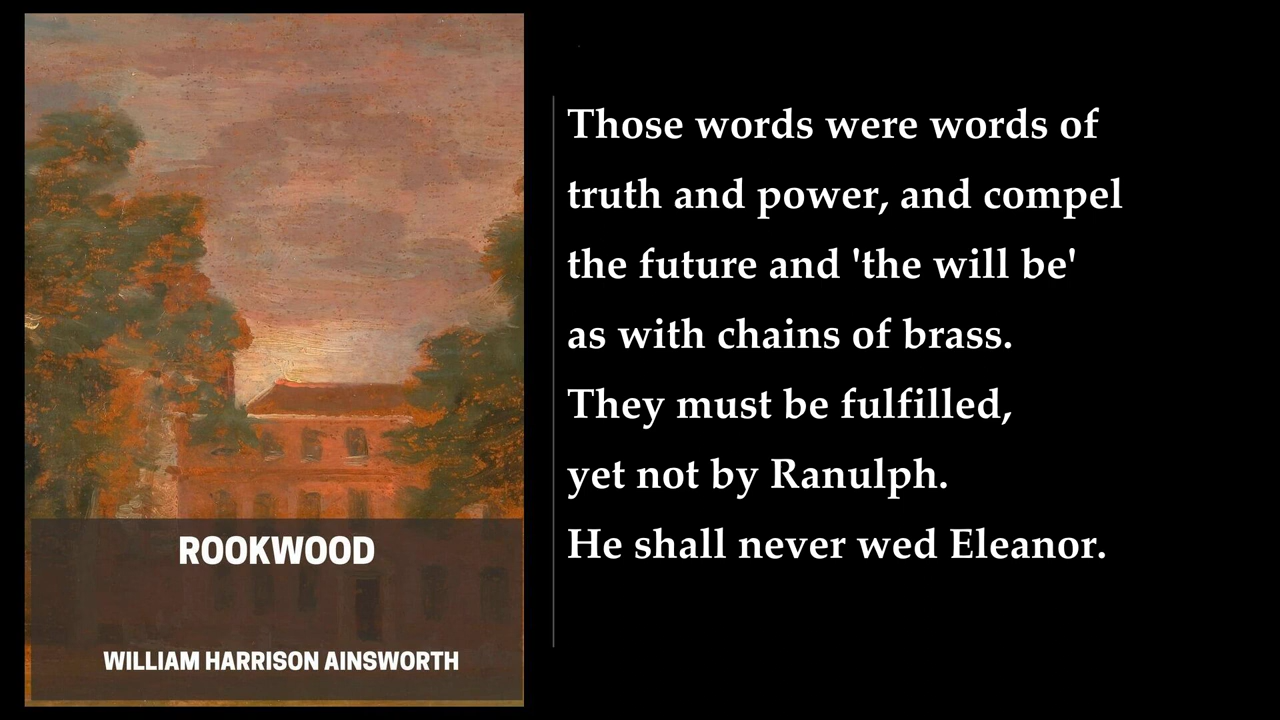 ROOKWOOD
WILLIAM HARRISON AINSWORTH
Those words were words of
truth and power, and compel
the future and 'the will be'
as with chains of brass.
They must be fulfilled,
yet not by Ranulph.
He shall never wed Eleanor.